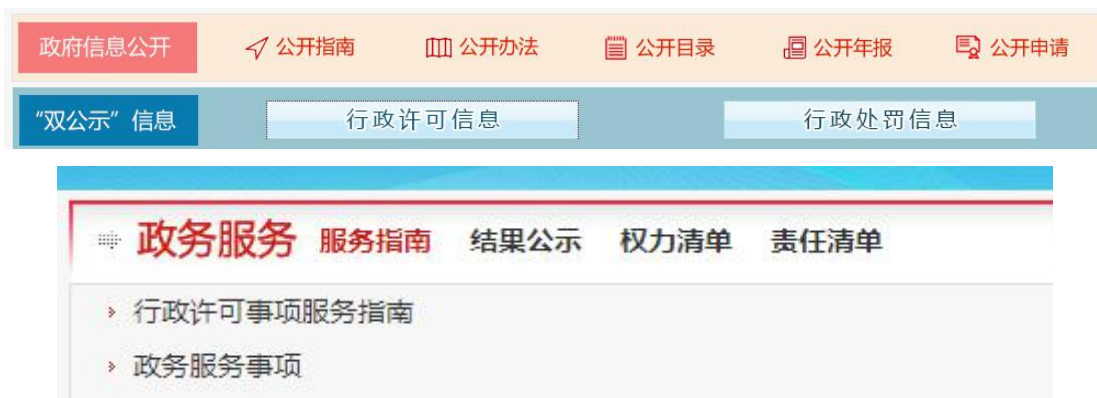 政府信息公开 公开指南 公开办法 公开目录 公开年报 公开申请
“双公示”信息 行政许可信息 行政处罚信息
政务服务 服务指南 结果公示 权力清单 责任清单
行政许可事项服务指南
政务服务事项